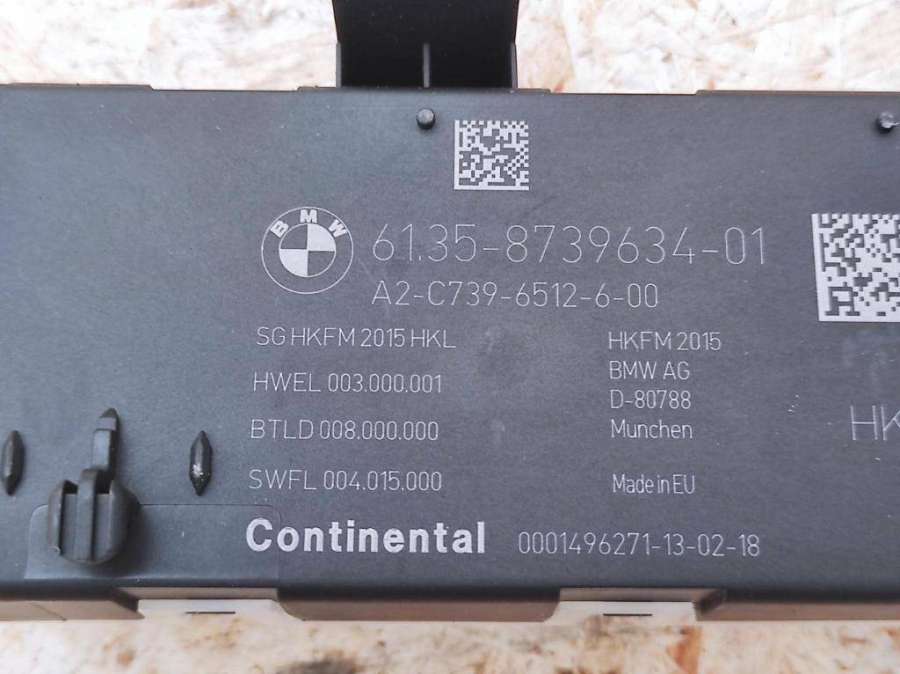 BMW
61.35-8739634-01
A2-C739-6512-6-00
SG HKFM 2015 HKL
HWEL 003.000.001
BTLD 008.000.000
SWFL 004.015.000
HKFM 2015
BMW AG
D-80788
Munchen
Made in EU
HK
Continental 0001496271-13-02-18